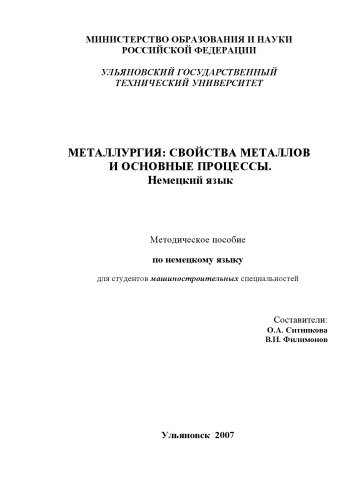 МИНИСТЕРСТВО ОБРАЗОВАНИЯ И НАУКИ
РОССИЙСКОЙ ФЕДЕРАЦИИ
УЛЬЯНОВСКИЙ ГОСУДАРСТВЕННЫЙ
ТЕХНИЧЕСКИЙ УНИВЕРСИТЕТ
МЕТАЛЛУРГИЯ: СВОЙСТВА МЕТАЛЛОВ
И ОСНОВНЫЕ ПРОЦЕССЫ.
Немецкий язык
Методическое пособие
по немецкому языку
для студентов машиностроительных специальностей
Составители:
О.А. Ситникова
В.И. Филимонов
Ульяновск 2007